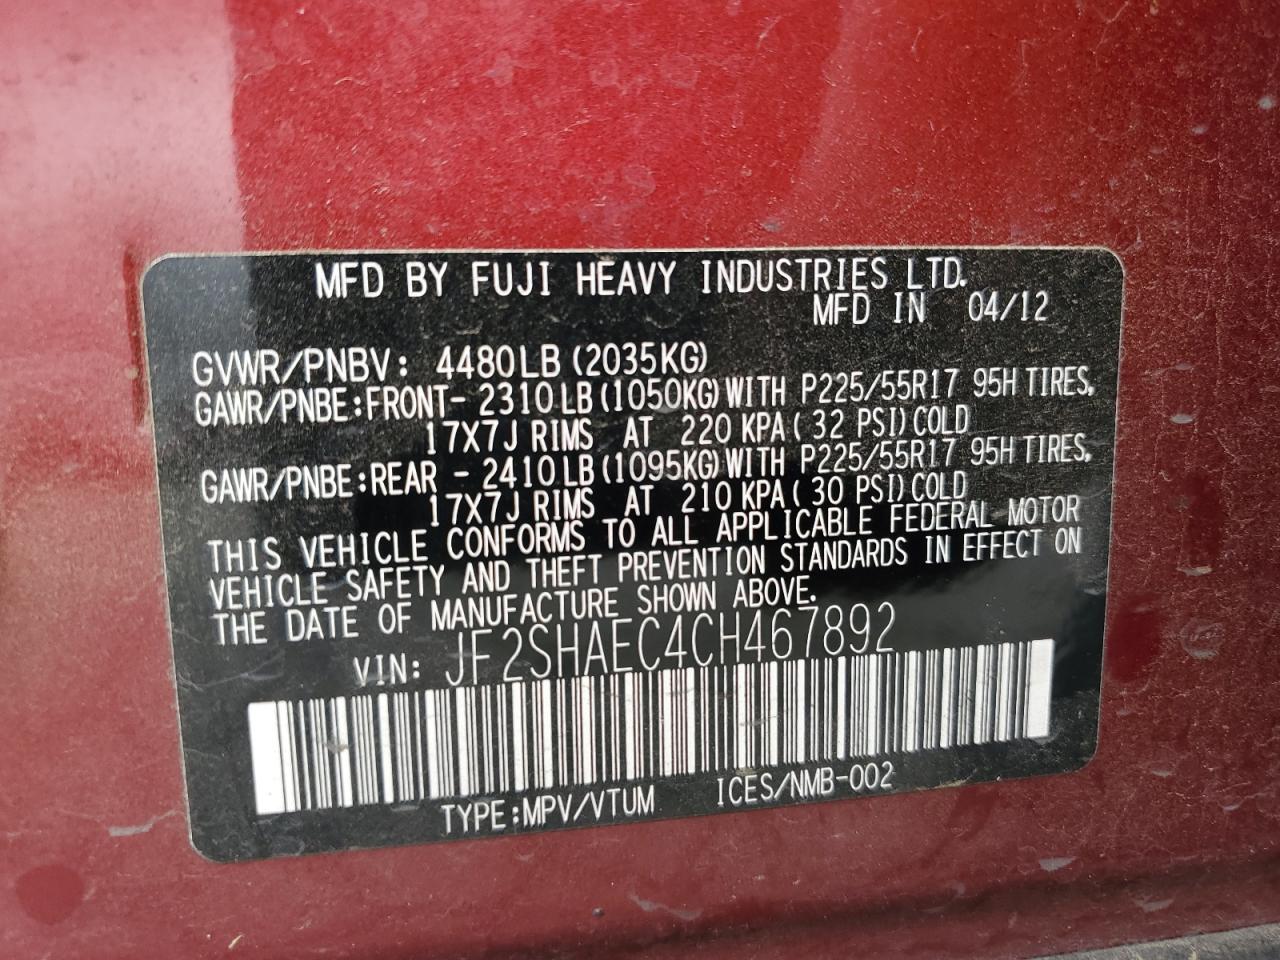 MFD BY FUJI HEAVY INDUSTRIES LTD.
MFD IN 04/12
GVWR/PNBV: 4480LB (2035KG)
GAWR/PNBE:FRONT- 2310 LB (1050KG) WITH P225/55R17 95H TIRES,
17X7J RIMS AT 220 KPA ( 32 PSI) COLD
GAWR/PNBE:REAR - 2410 LB (1095KG) WITH P225/55R17 95H TIRES,
17X7J RIMS AT 210 KPA ( 30 PSI) COLD
THIS VEHICLE CONFORMS TO ALL APPLICABLE FEDERAL MOTOR
VEHICLE SAFETY AND THEFT PREVENTION STANDARDS IN EFFECT ON
THE DATE OF MANUFACTURE SHOWN ABOVE.
VIN: JF2SHAEC4CH467892
TYPE:MPV/VTUM ICES/NMB-002